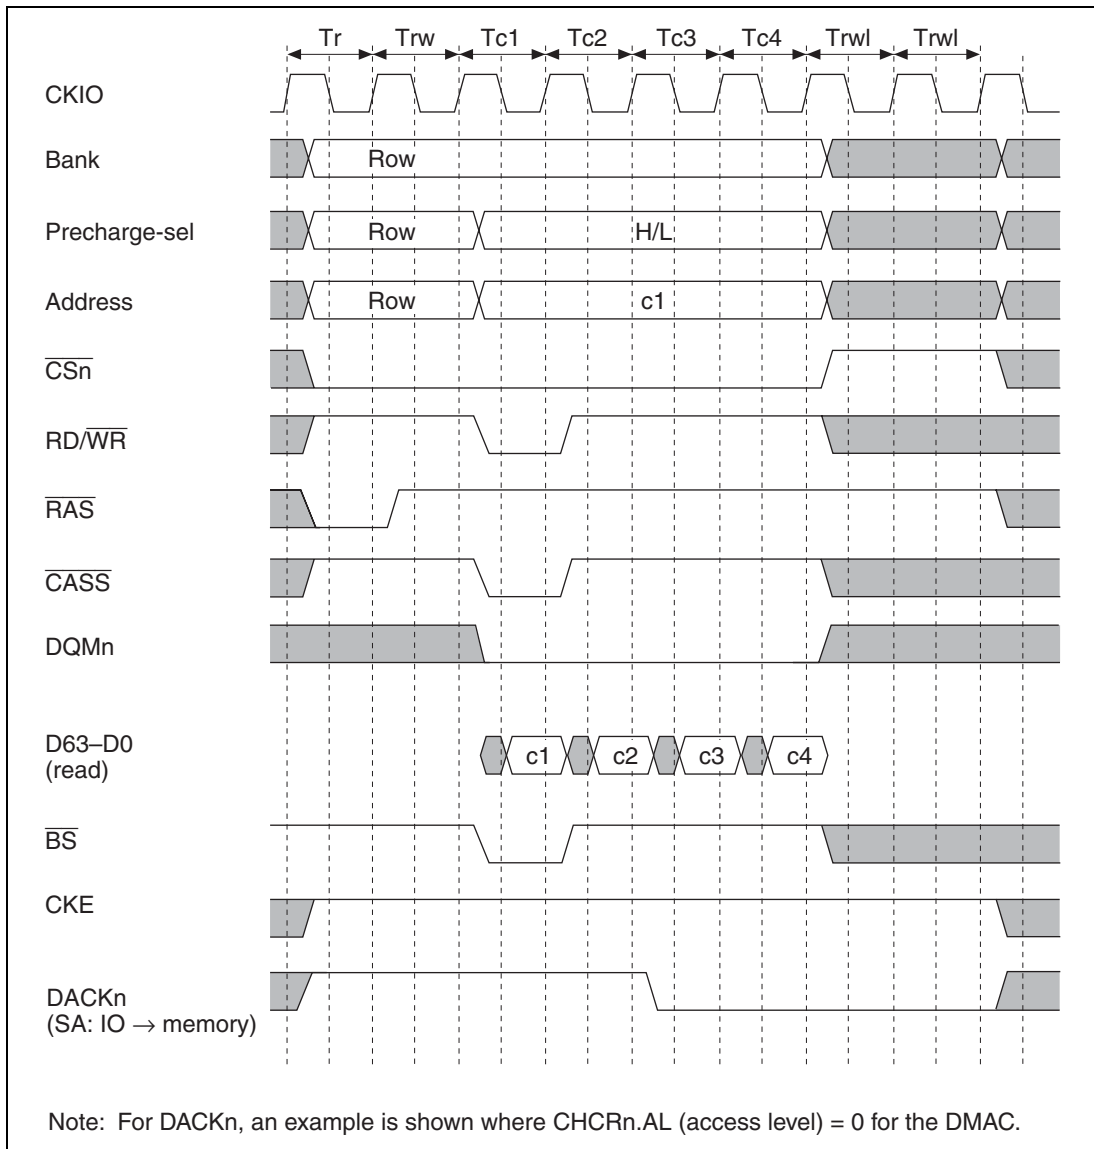 Tr Trw Tc1 Tc2 Tc3 Tc4 Trwl Trwl
CKIO
Bank Row
Precharge-sel Row H/L
Address Row c1
CSn
RD/WR
RAS
CASS
DQMn
D63–D0
(read) c1 c2 c3 c4
BS
CKE
DACKn
(SA: IO → memory)
Note: For DACKn, an example is shown where CHCRn.AL (access level) = 0 for the DMAC.